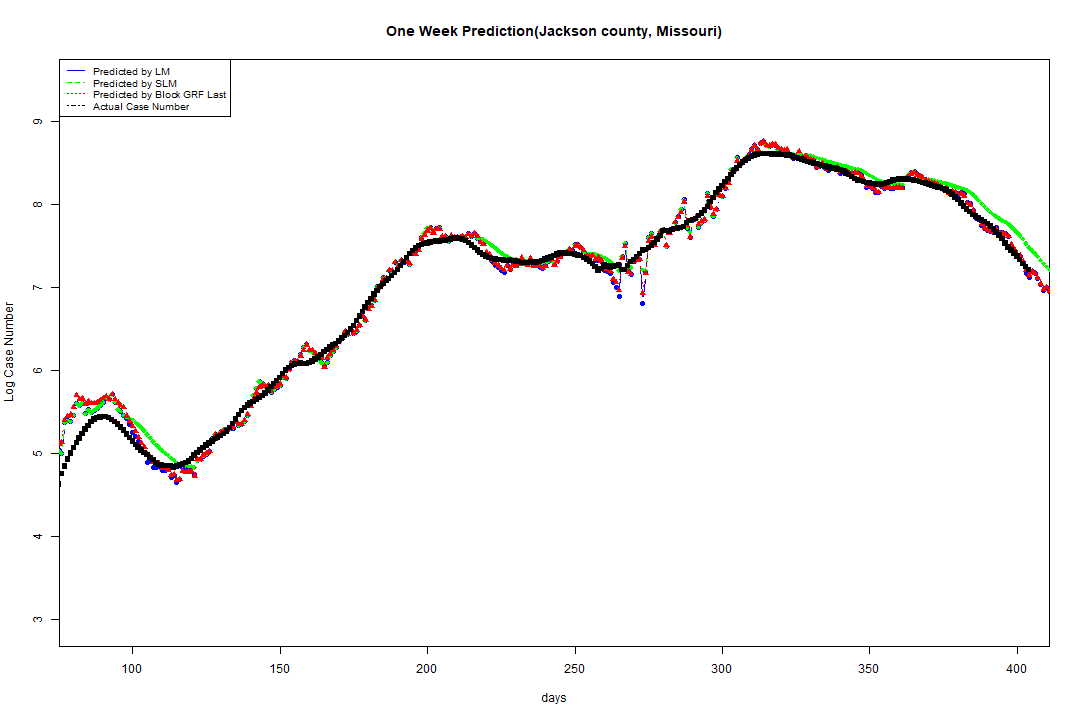 One Week Prediction(Jackson county, Missouri)
Predicted by LM
Predicted by SLM
Predicted by Block GRF Last
Actual Case Number
9
8
7
6
5
4
3
Log Case Number
100 150 200 250 300 350 400
days